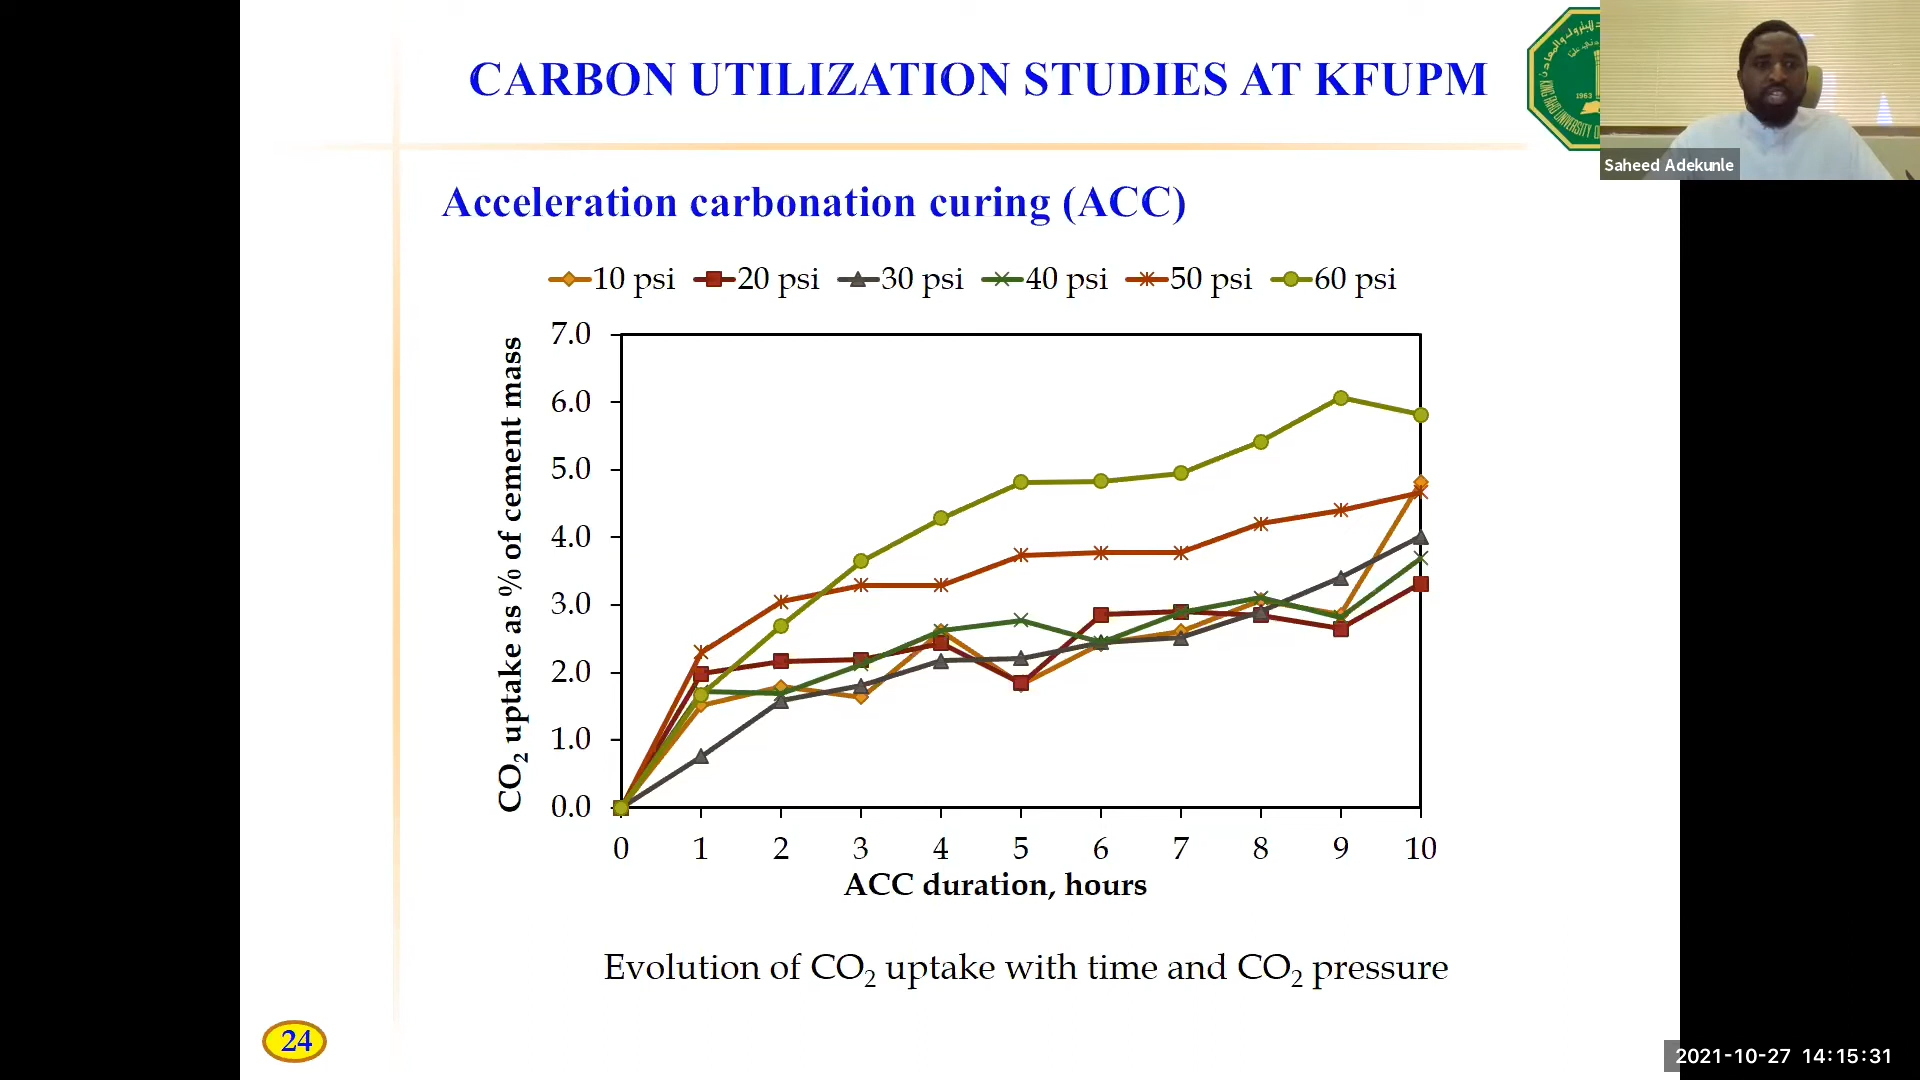 CARBON UTILIZATION STUDIES AT KFUPM
1963
Saheed Adekunle
Acceleration carbonation curing (ACC)
10 psi 20 psi 30 psi 40 psi 50 psi 60 psi
CO2 uptake as % of cement mass
7.0
6.0
5.0
4.0
3.0
2.0
1.0
0.0
0 1 2 3 4 5 6 7 8 9 10
ACC duration, hours
Evolution of CO2 uptake with time and CO2 pressure
24
2021-10-27 14:15:31